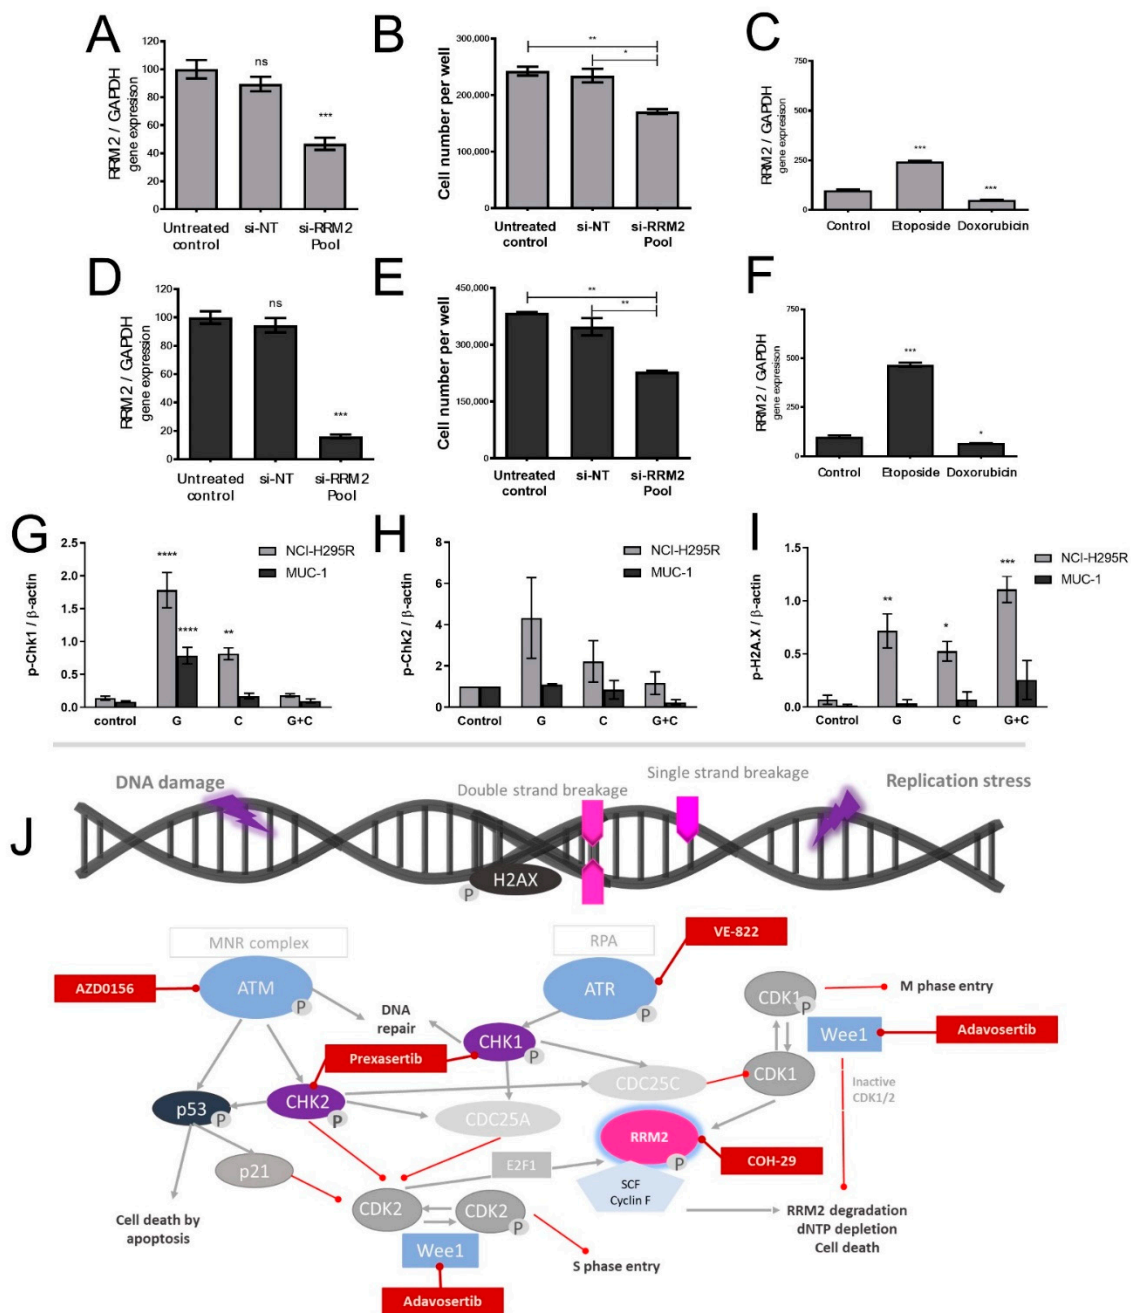 A
RRM2 / GAPDH
gene expresison
120
100
80
60
40
20
0
ns
***
Untreated
control
si-NT
si-RRM2
Pool
B
Cell number per well
300,000
200,000
100,000
0
**
*
Untreated
control
si-NT
si-RRM2
Pool
C
RRM2 / GAPDH
gene expresison
750
500
250
0
***
***
Control
Etoposide
Doxorubicin
D
RRM2 / GAPDH
gene expression
120
100
80
60
40
20
0
ns
***
Untreated
control
si-NT
si-RRM2
Pool
E
Cell number per well
450,000
300,000
150,000
0
**
**
Untreated
control
si-NT
si-RRM2
Pool
F
RRM2 / GAPDH
gene expresison
750
500
250
0
***
*
Control
Etoposide
Doxorubicin
G
p-Chk1 / β-actin
2.5
2.0
1.5
1.0
0.5
0.0
****
****
**
NCI-H295R
MUC-1
control
G
C
G+C
H
p-Chk2 / β-actin
8
6
4
2
0
NCI-H295R
MUC-1
Control
G
C
G+C
I
p-H2A.X / β-actin
1.5
1.0
0.5
0.0
**
*
***
NCI-H295R
MUC-1
Control
G
C
G+C
J
DNA damage
Double strand breakage
Single strand breakage
Replication stress
H2AX
P
MNR complex
RPA
VE-822
AZD0156
ATM
P
ATR
P
CDK1
P
M phase entry
DNA
repair
CHK1
P
Wee1
Adavosertib
Prexasertib
CDC25C
CDK1
Inactive
CDK1/2
p53
P
CHK2
P
CDC25A
RRM2
P
COH-29
p21
E2F1
SCF
Cyclin F
CDK2
CDK2
P
RRM2 degradation
dNTP depletion
Cell death
Cell death by
apoptosis
Wee1
S phase entry
Adavosertib